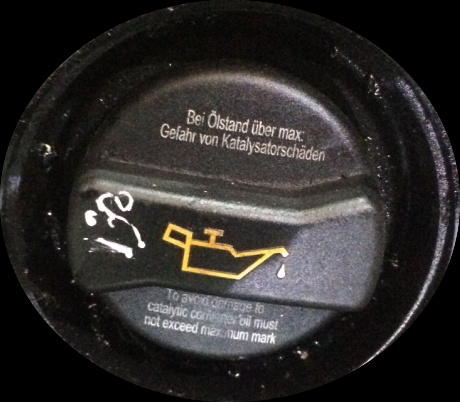 Bei Ölstand über max:
Gefahr von Katalysatorschäden
To avoid damage to
catalytic converter oil must
not exceed maximum mark